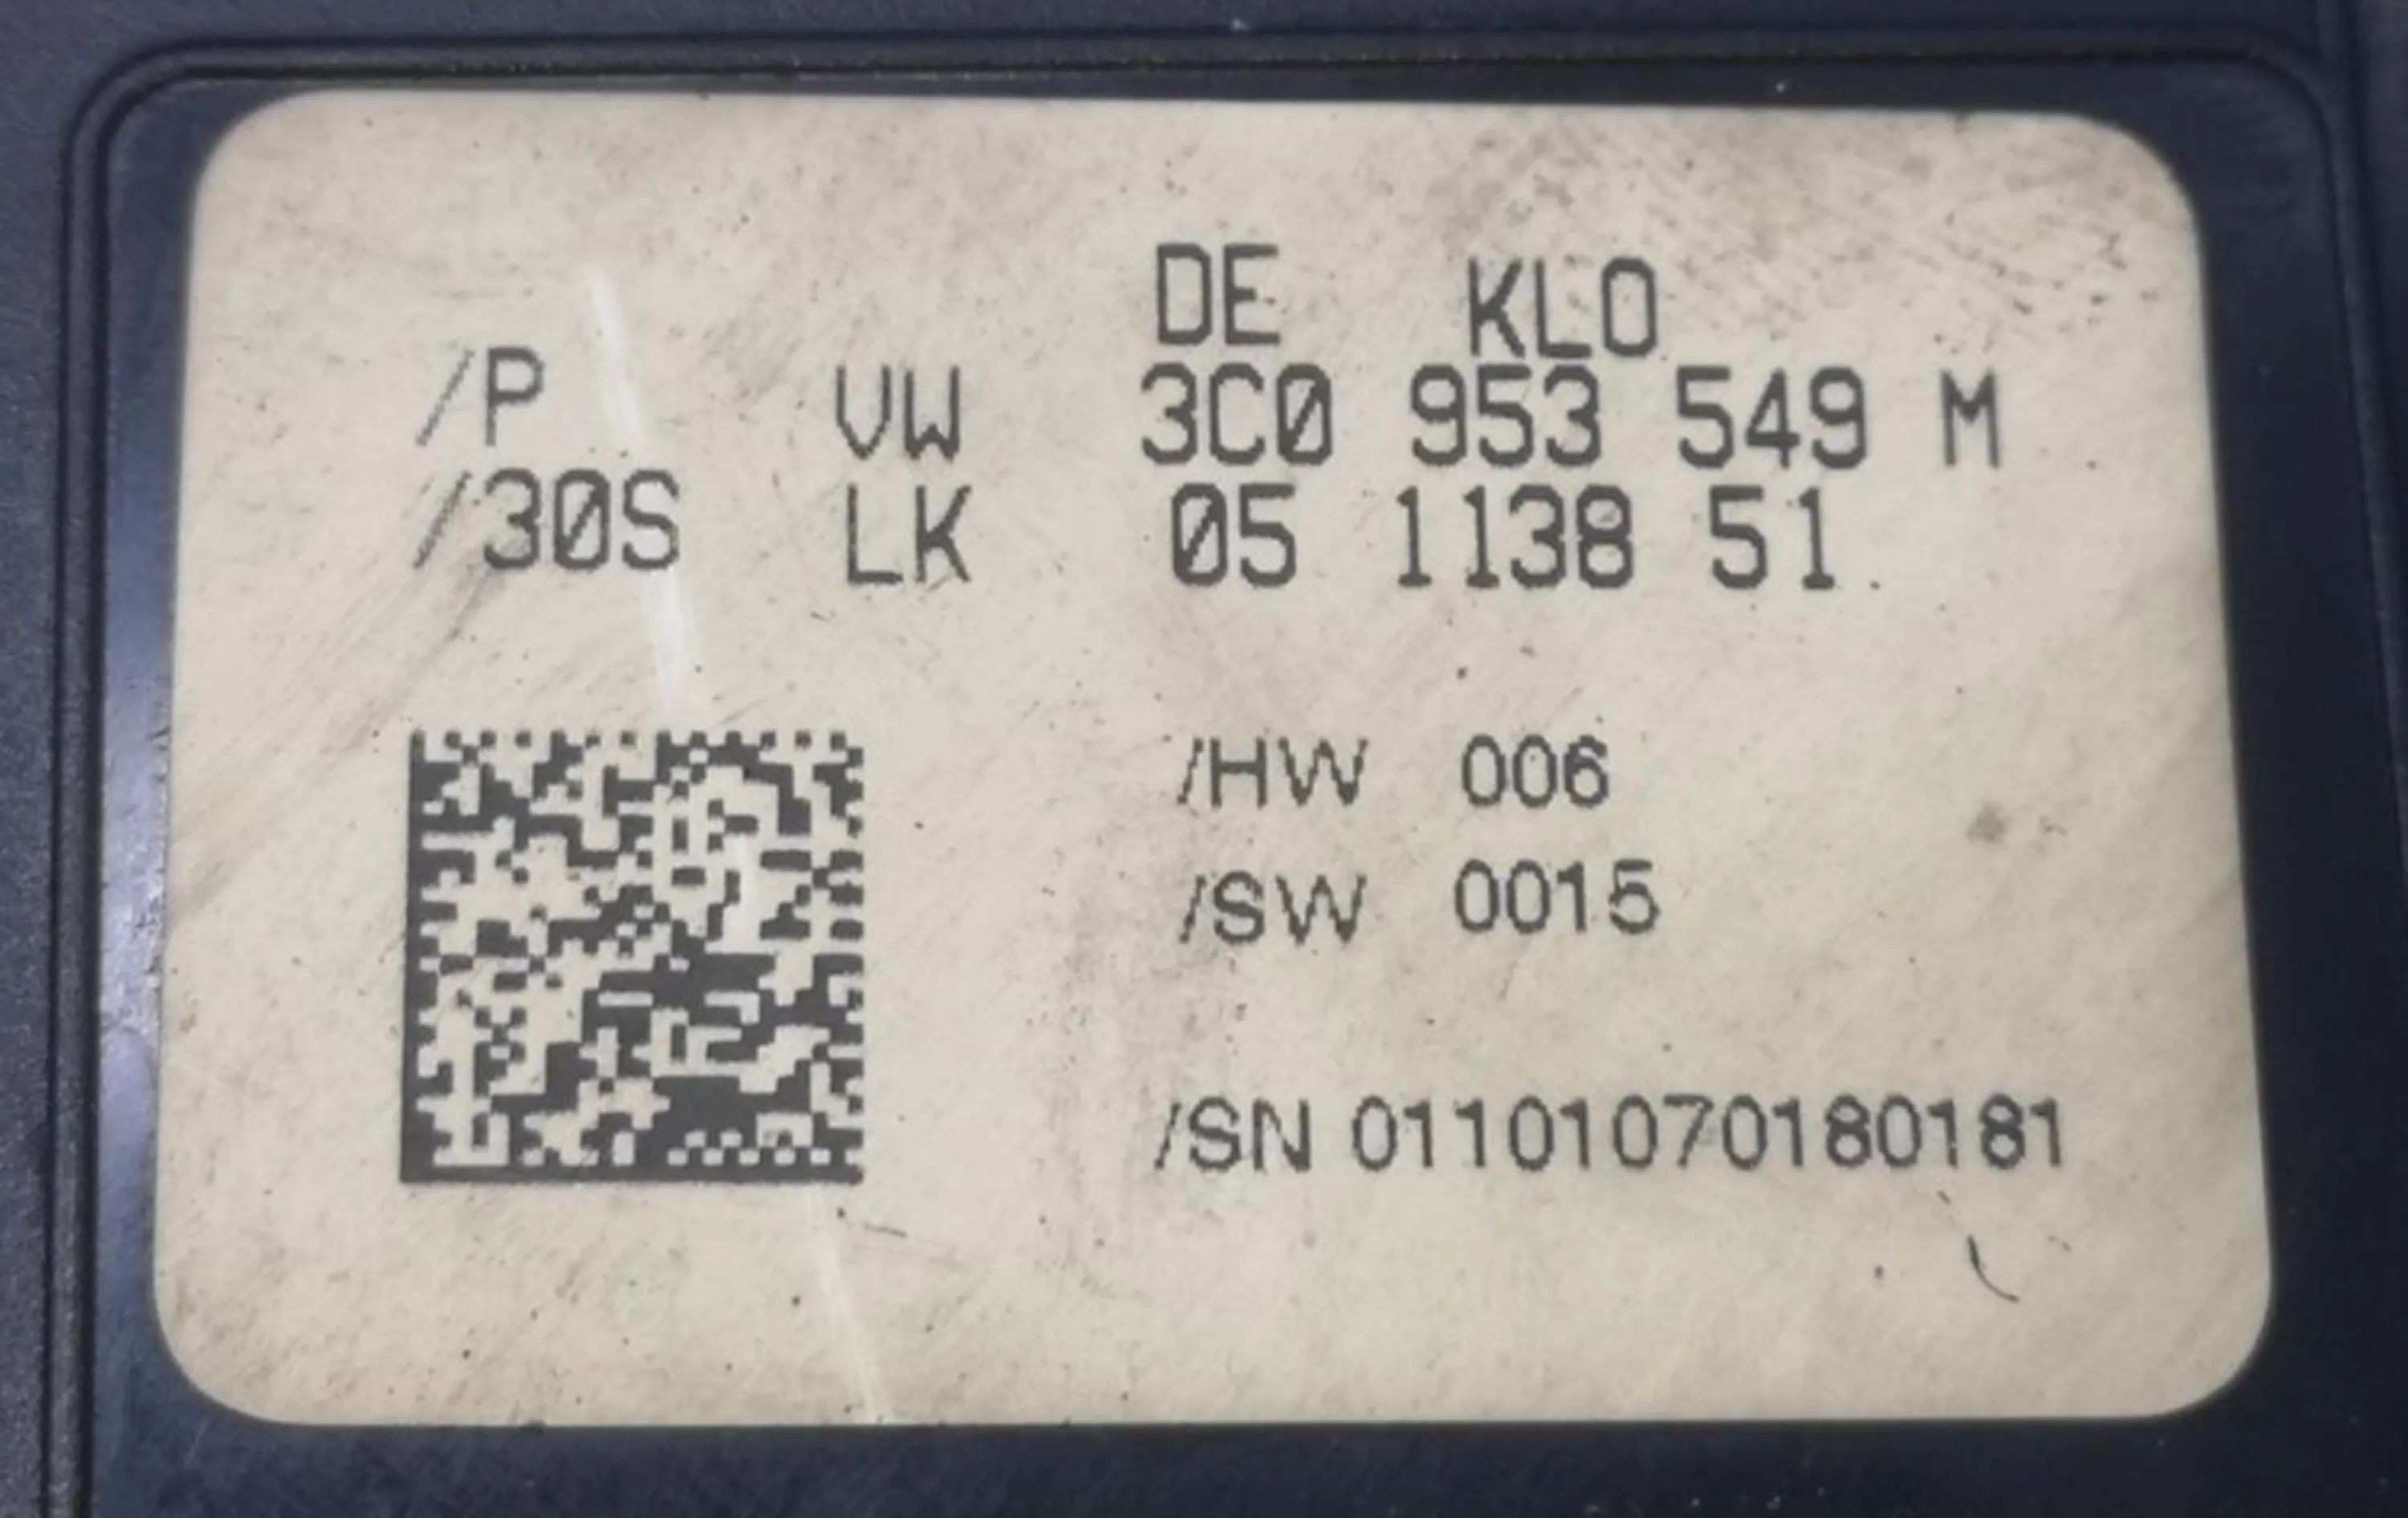 DE KLO
/P VW 3C0 953 549 M
/30S LK 05 1138 51
/HW 006
/SW 0015
/SN 01101070180181